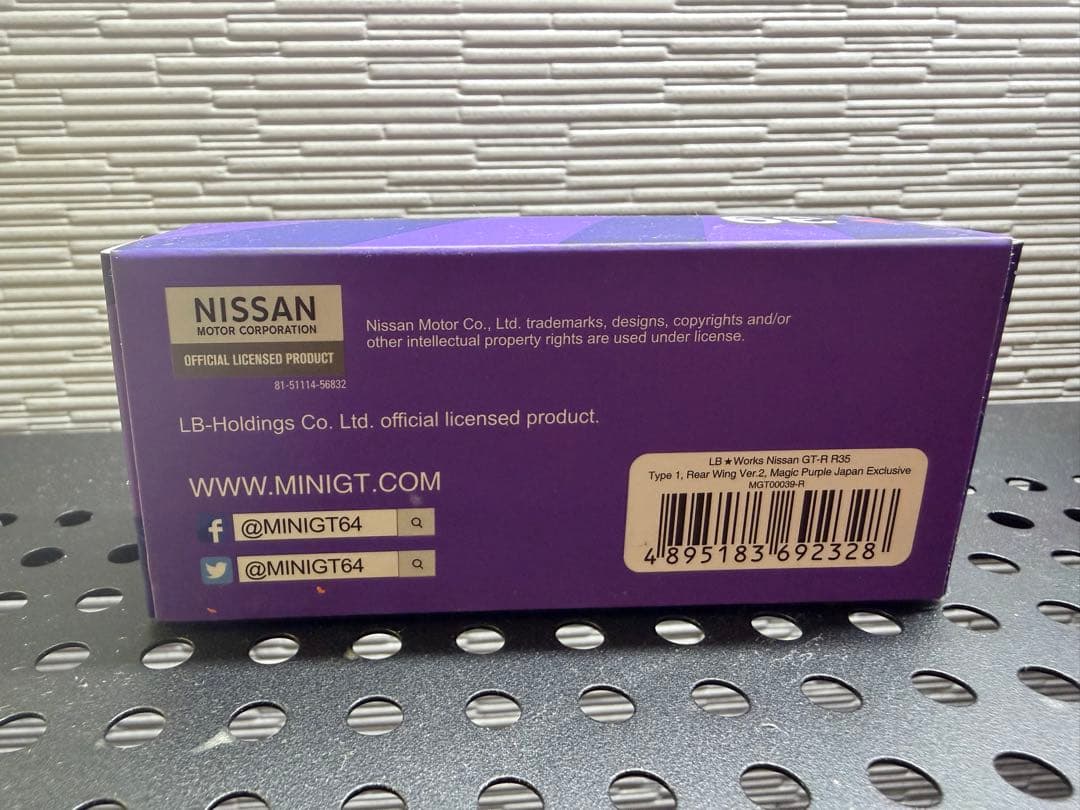 NISSAN
MOTOR CORPORATION
OFFICIAL LICENSED PRODUCT
81-51114-56832
Nissan Motor Co., Ltd. trademarks, designs, copyrights and/or
other intellectual property rights are used under license.
LB-Holdings Co. Ltd. official licensed product.
WWW.MINIGT.COM
@MINIGT64
@MINIGT64
LB★Works Nissan GT-R R35
Type 1, Rear Wing Ver.2, Magic Purple Japan Exclusive
MGT00039-R
4 895183 692328